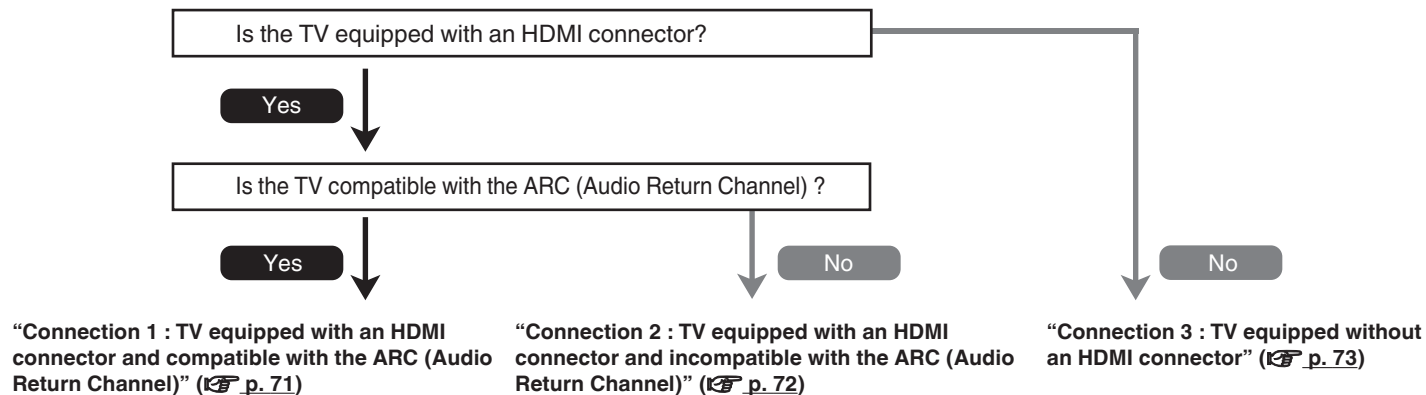 Is the TV equipped with an HDMI connector?
Yes
Is the TV compatible with the ARC (Audio Return Channel) ?
Yes
No
No
“Connection 1 : TV equipped with an HDMI
connector and compatible with the ARC (Audio
Return Channel)” (☞ p. 71)
“Connection 2 : TV equipped with an HDMI
connector and incompatible with the ARC (Audio
Return Channel)” (☞ p. 72)
“Connection 3 : TV equipped without
an HDMI connector” (☞ p. 73)